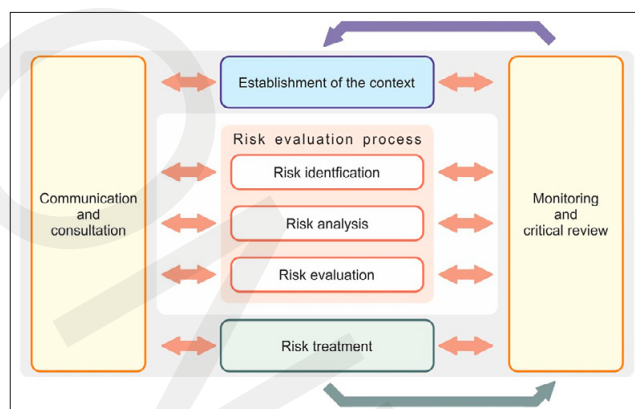 Establishment of the context
Risk evaluation process
Risk identfication
Communication
and
consultation
Risk analysis
Monitoring
and
critical review
Risk evaluation
Risk treatment